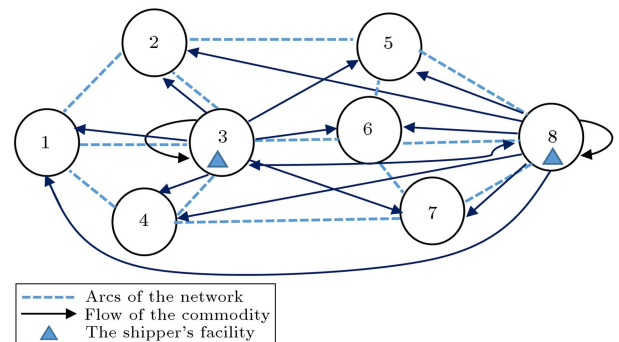 2
5
1
3
6
8
4
7
Arcs of the network
Flow of the commodity
The shipper's facility